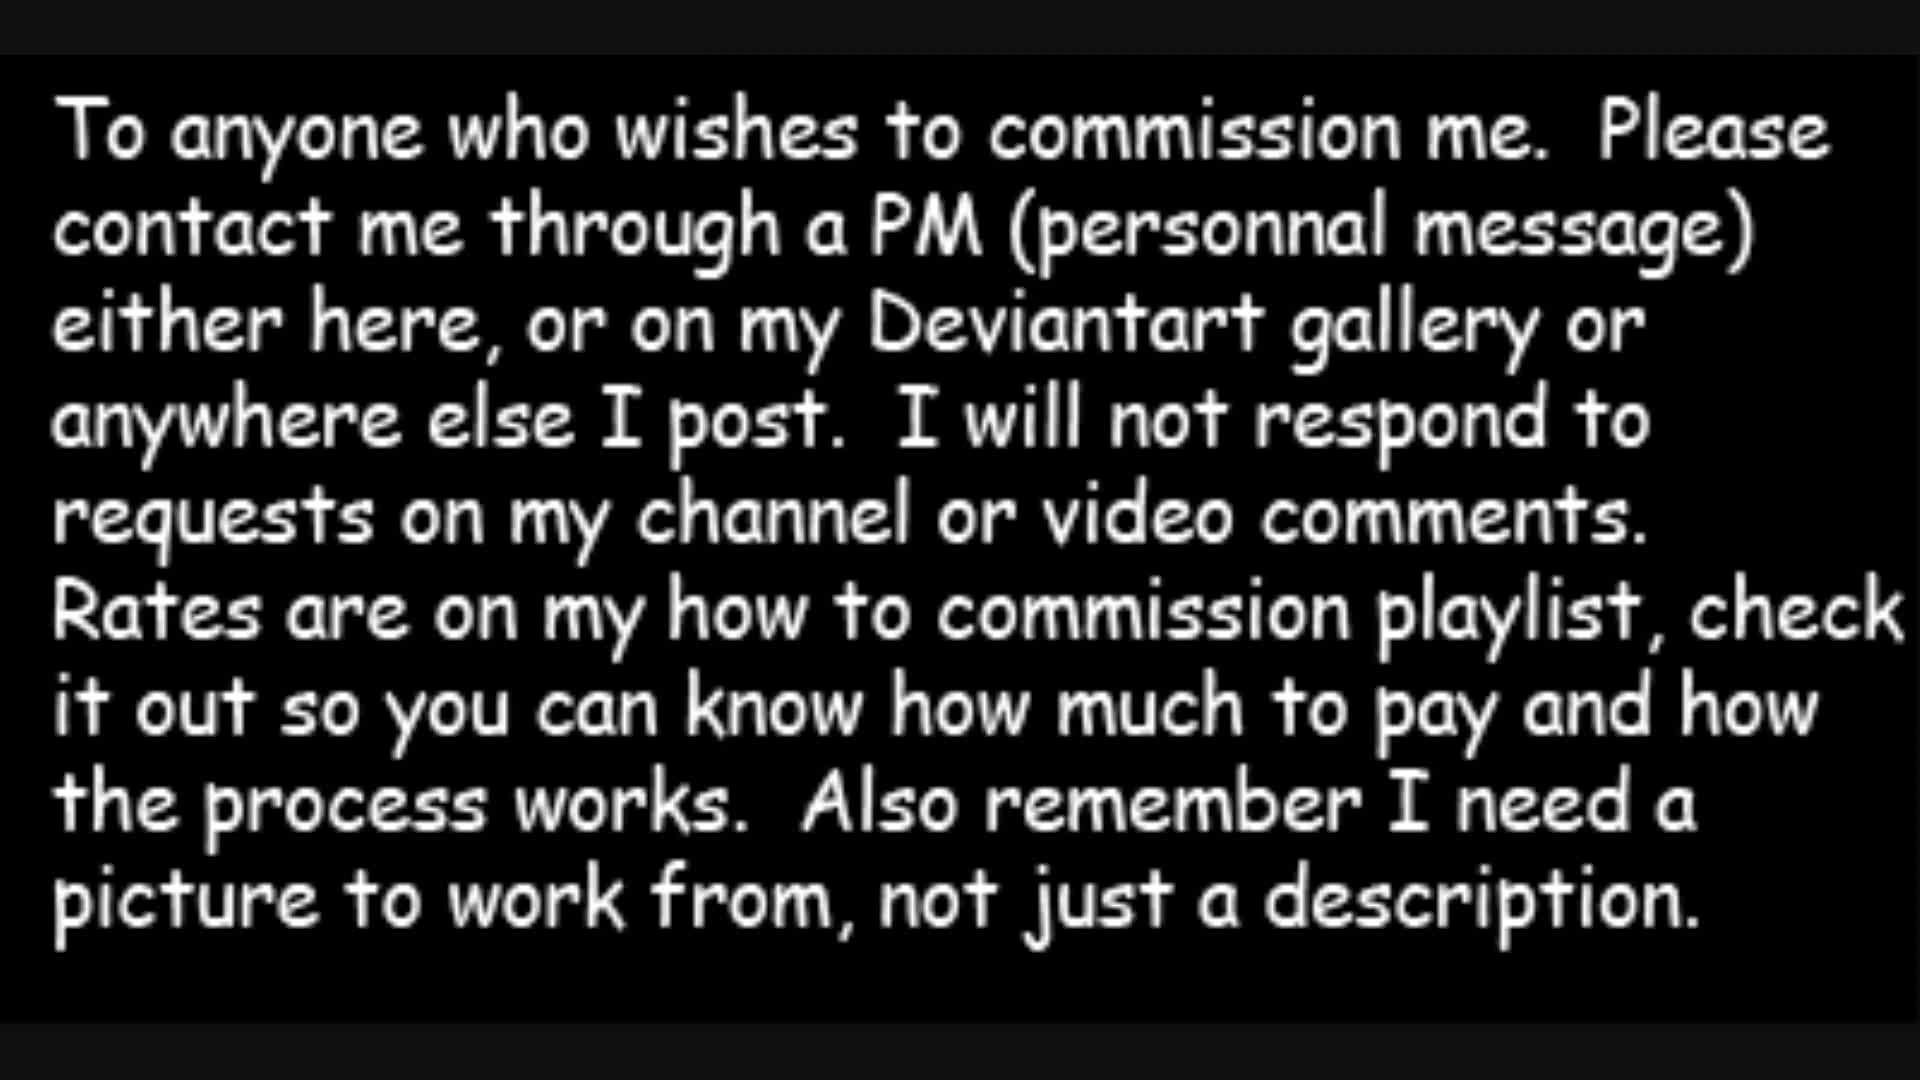 To anyone who wishes to commission me.  Please
contact me through a PM (personnal message)
either here, or on my Deviantart gallery or
anywhere else I post.  I will not respond to
requests on my channel or video comments.
Rates are on my how to commission playlist, check
it out so you can know how much to pay and how
the process works.  Also remember I need a
picture to work from, not just a description.